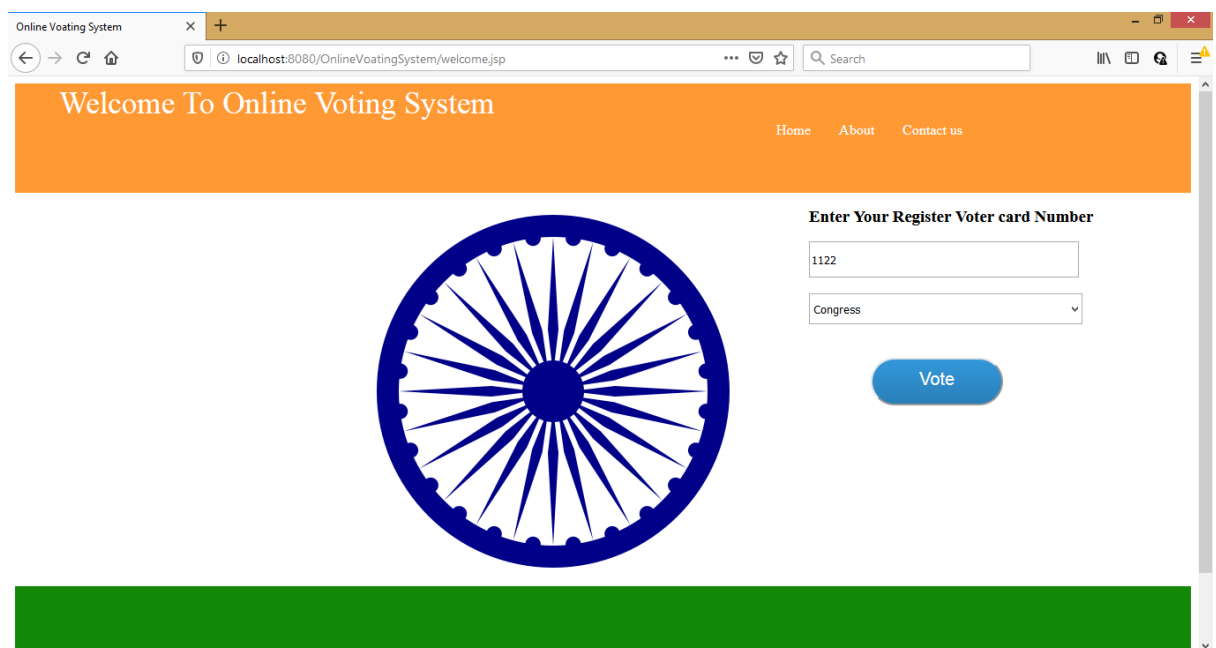 Online Voating System
localhost:8080/OnlineVoatingSystem/welcome.jsp
Search
Welcome To Online Voting System
Home About Contact us
Enter Your Register Voter card Number
1122
Congress
Vote